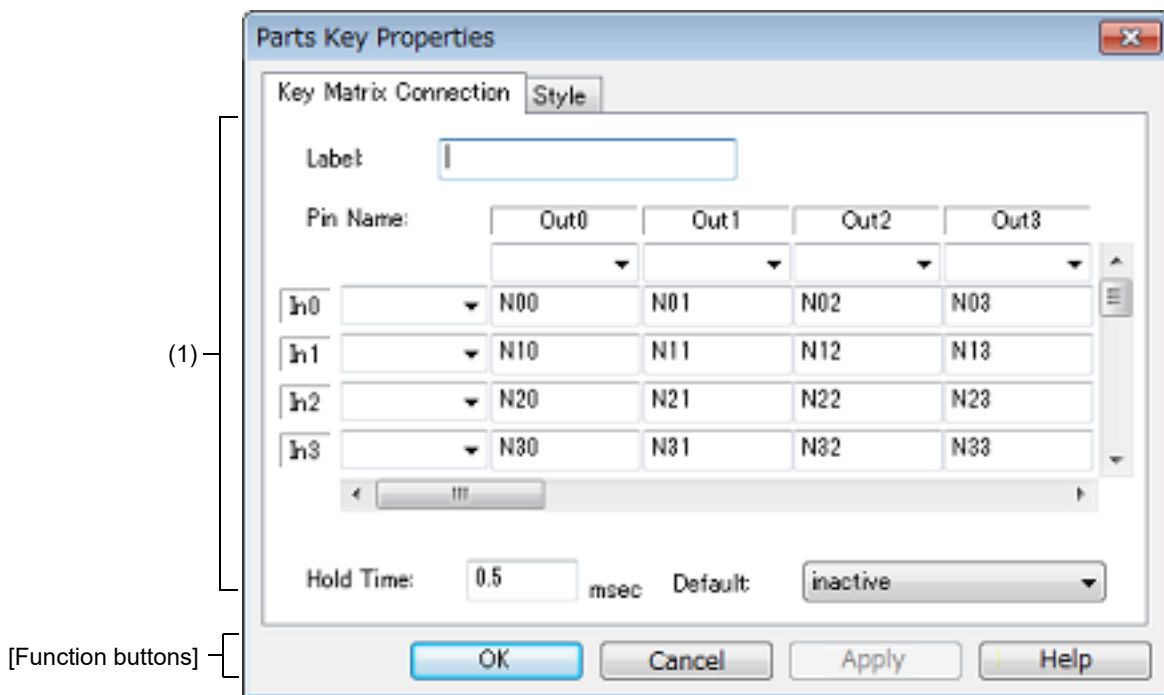 Parts Key Properties
Key Matrix Connection Style
Label:
Pin Name: Out0 Out1 Out2 Out3
In0 N00 N01 N02 N03
(1)
In1 N10 N11 N12 N13
In2 N20 N21 N22 N23
In3 N30 N31 N32 N33
Hold Time: 0.5 msec Default: inactive
[Function buttons]
OK Cancel Apply Help